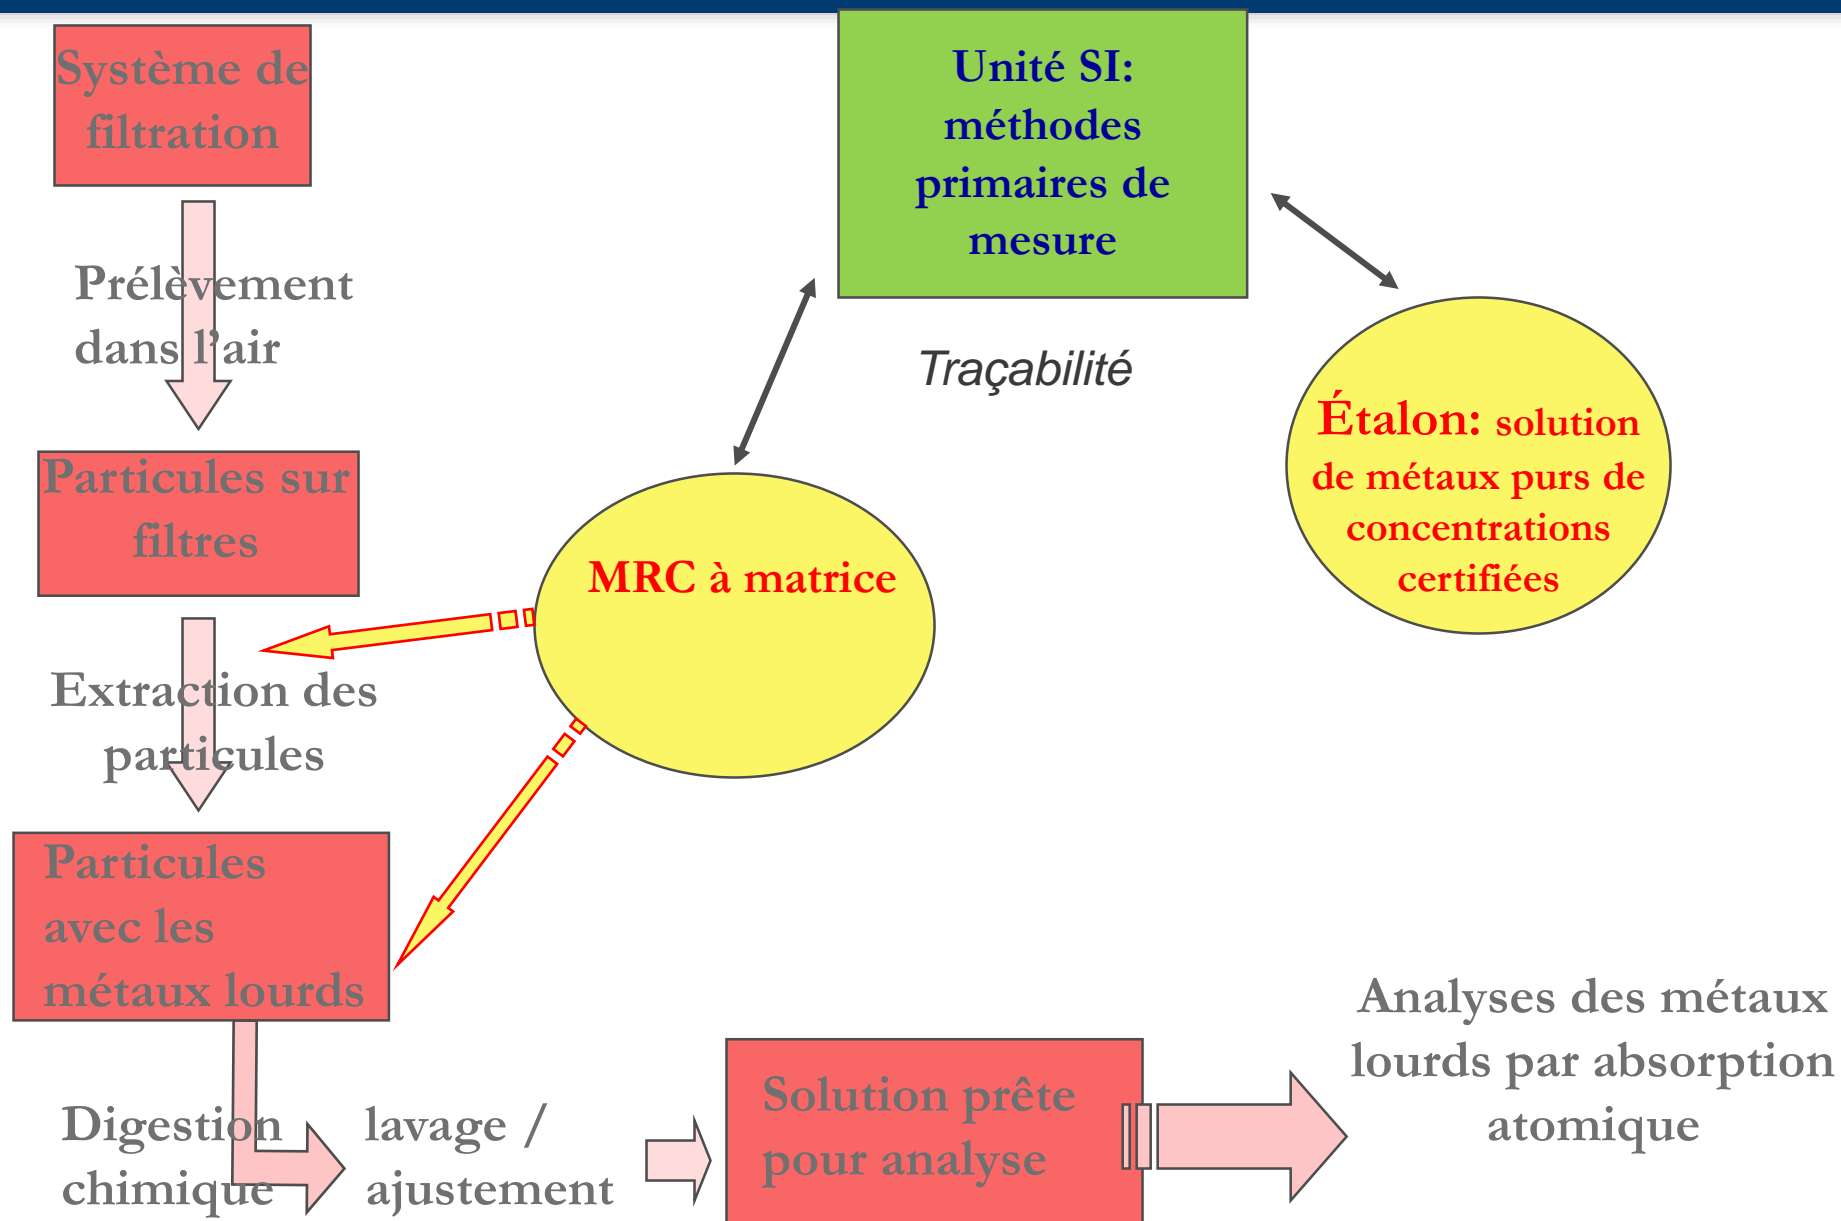 Système de
filtration
Unité SI:
méthodes
primaires de
mesure
Prélèvement
dans l’air
Traçabilité
Étalon: solution
de métaux purs de
concentrations
certifiées
Particules sur
filtres
MRC à matrice
Extraction des
particules
Particules
avec les
métaux lourds
Digestion
chimique
lavage /
ajustement
Solution prête
pour analyse
Analyses des métaux
lourds par absorption
atomique